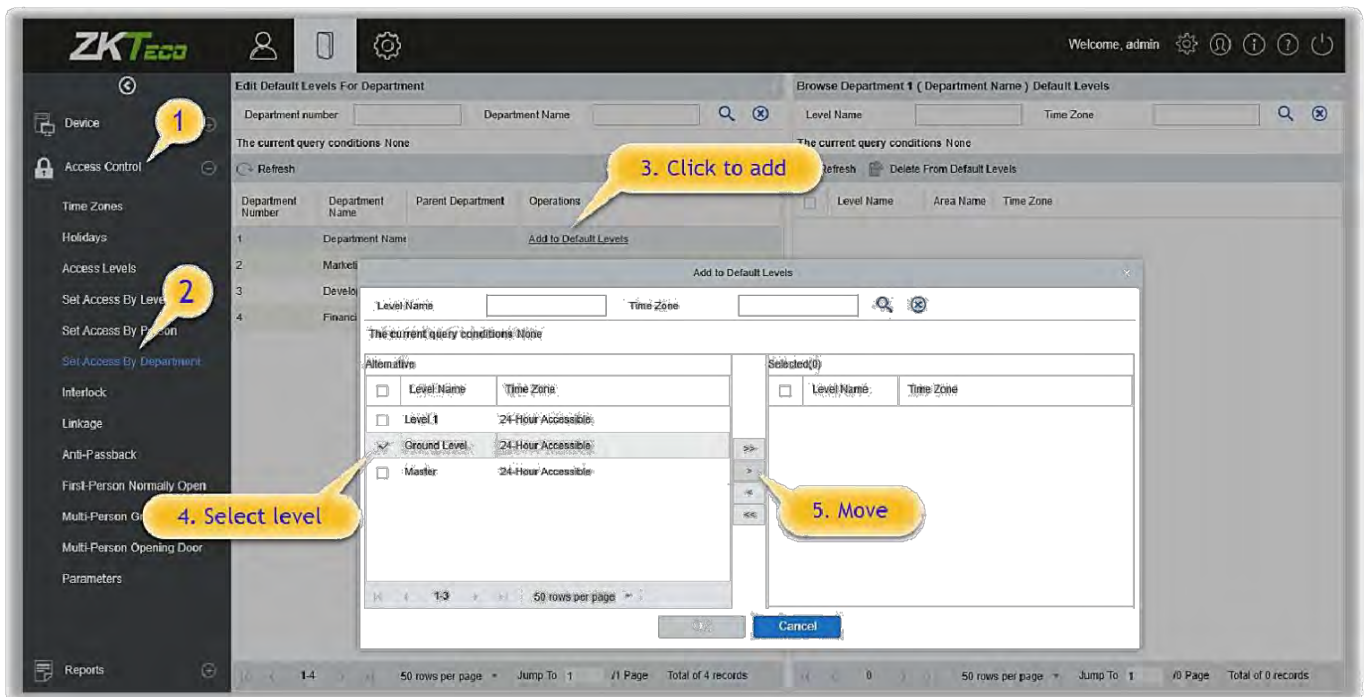 ZKTeco
Welcome, admin
Device
Access Control
Time Zones
Holidays
Access Levels
Set Access By Leve
Set Access By P son
Set Access By Department
Interlock
Linkage
Anti-Passback
First-Person Normally Open
Multi-Person Gr
Multi-Person Opening Door
Parameters
Reports
1
2
Edit Default Levels For Department
Department number
Department Name
The current query conditions None
Refresh
3. Click to add
Department Number
Department Name
Parent Department
Operations
1 Department Name Add to Default Levels
2 Marketi
3 Develo
4 Financi
1-4 50 rows per page Jump To 1 /1 Page Total of 4 records
Browse Department 1 ( Department Name ) Default Levels
Level Name
Time Zone
The current query conditions None
Refresh Delete From Default Levels
Level Name Area Name Time Zone
0 50 rows per page Jump To 1 /0 Page Total of 0 records
Add to Default Levels
Level Name
Time Zone
The current query conditions None
Alternative
Level Name Time Zone
Level 1 24-Hour Accessible
Ground Level 24-Hour Accessible
Master 24-Hour Accessible
1-3 50 rows per page
>>
>
<
<<
Selected(0)
Level Name Time Zone
4. Select level
5. Move
Cancel